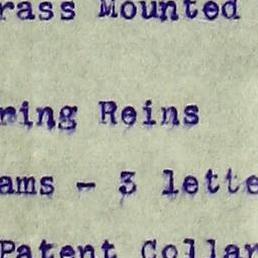 rass Mounted
ring Reins
ams - 3 lette
Patent Collar